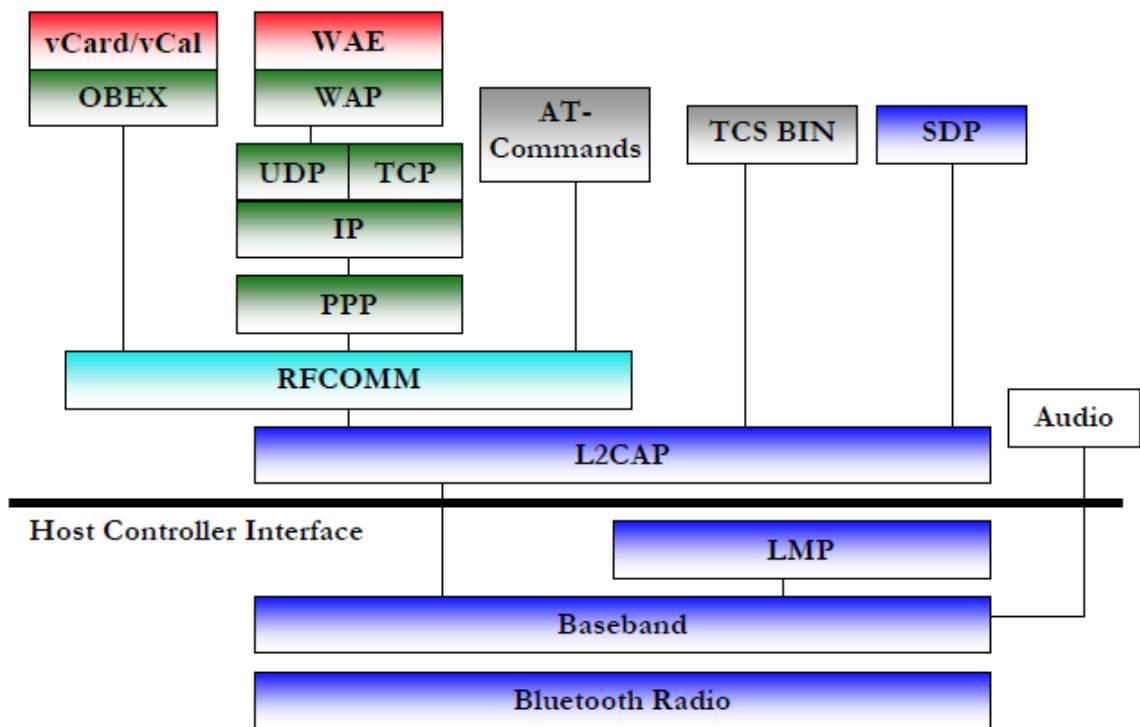 vCard/vCal
OBEX
WAE
WAP
UDP
TCP
IP
PPP
AT-
Commands
TCS BIN
SDP
RFCOMM
L2CAP
Audio
Host Controller Interface
LMP
Baseband
Bluetooth Radio